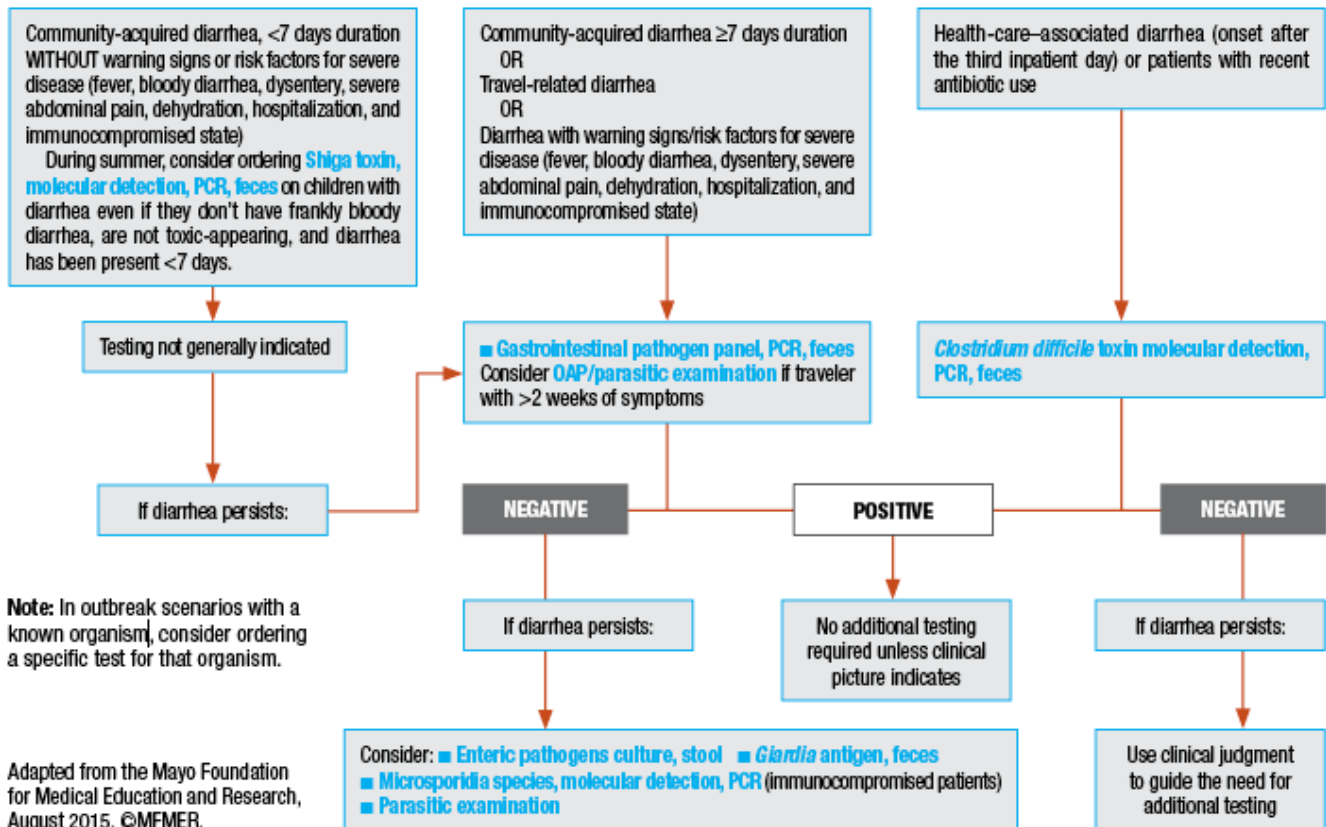 Community-acquired diarrhea, <7 days duration
WITHOUT warning signs or risk factors for severe
disease (fever, bloody diarrhea, dysentery, severe
abdominal pain, dehydration, hospitalization, and
immunocompromised state)
During summer, consider ordering Shiga toxin,
molecular detection, PCR, feces on children with
diarrhea even if they don't have frankly bloody
diarrhea, are not toxic-appearing, and diarrhea
has been present <7 days.
Community-acquired diarrhea ≥7 days duration
OR
Travel-related diarrhea
OR
Diarrhea with warning signs/risk factors for severe
disease (fever, bloody diarrhea, dysentery, severe
abdominal pain, dehydration, hospitalization, and
immunocompromised state)
Health-care–associated diarrhea (onset after
the third inpatient day) or patients with recent
antibiotic use
Testing not generally indicated
■ Gastrointestinal pathogen panel, PCR, feces
Consider OAP/parasitic examination if traveler
with >2 weeks of symptoms
Clostridium difficile toxin molecular detection,
PCR, feces
If diarrhea persists:
NEGATIVE
POSITIVE
NEGATIVE
If diarrhea persists:
No additional testing
required unless clinical
picture indicates
If diarrhea persists:
Note: In outbreak scenarios with a
known organism, consider ordering
a specific test for that organism.
Consider: ■ Enteric pathogens culture, stool ■ Giardia antigen, feces
■ Microsporidia species, molecular detection, PCR (immunocompromised patients)
■ Parasitic examination
Use clinical judgment
to guide the need for
additional testing
Adapted from the Mayo Foundation
for Medical Education and Research,
August 2015. ©MFMER.